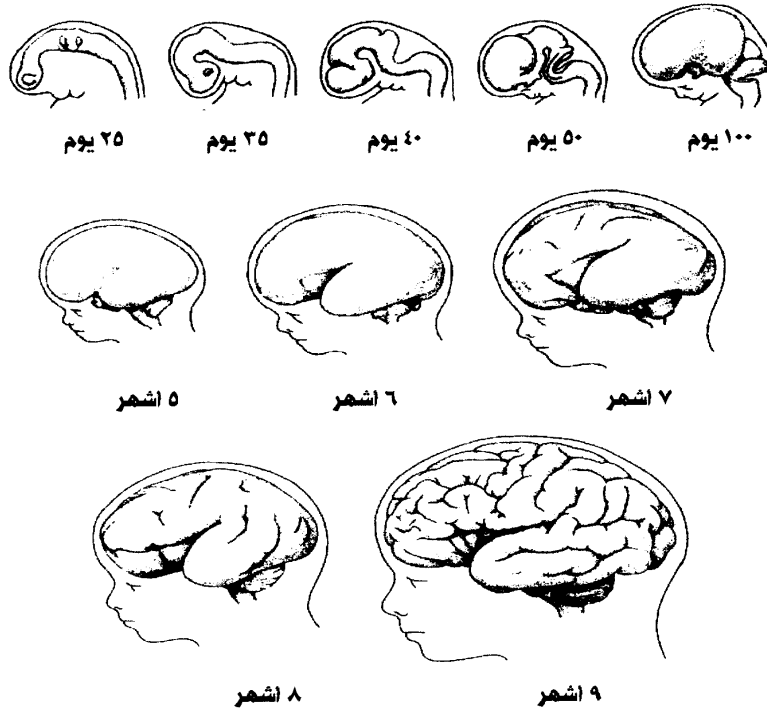 ٢٥ يوم
٣٥ يوم
٤٠ يوم
٥٠ يوم
١٠٠ يوم
٥ اشهر
٦ اشهر
٧ اشهر
٨ اشهر
٩ اشهر